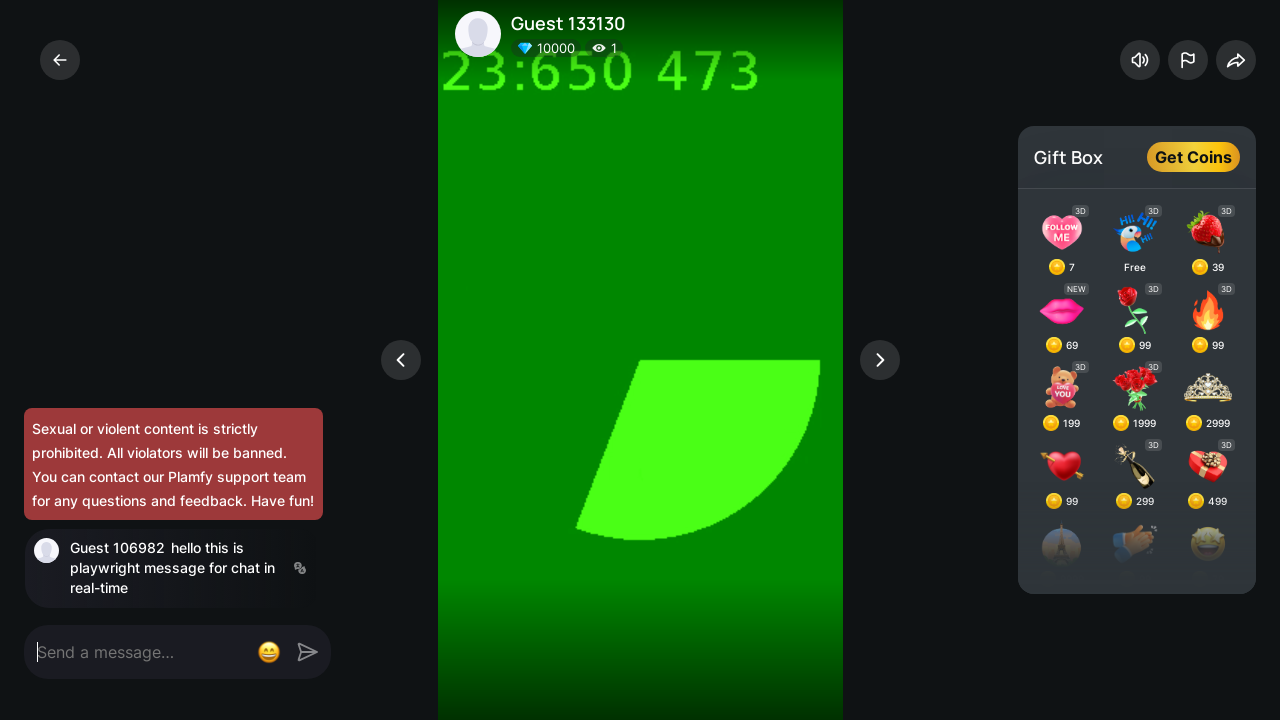 Guest 133130
10000
1
23:650 473
Gift Box
Get Coins
3D
3D
3D
FOLLOW ME
Hi! Hi! Hi!
7
Free
39
NEW
3D
3D
69
99
99
3D
3D
LOVE YOU
199
1999
2999
3D
3D
99
299
499
Sexual or violent content is strictly
prohibited. All violators will be banned.
You can contact our Plamfy support team
for any questions and feedback. Have fun!
Guest 106982 hello this is
playwright message for chat in
real-time
Send a message...